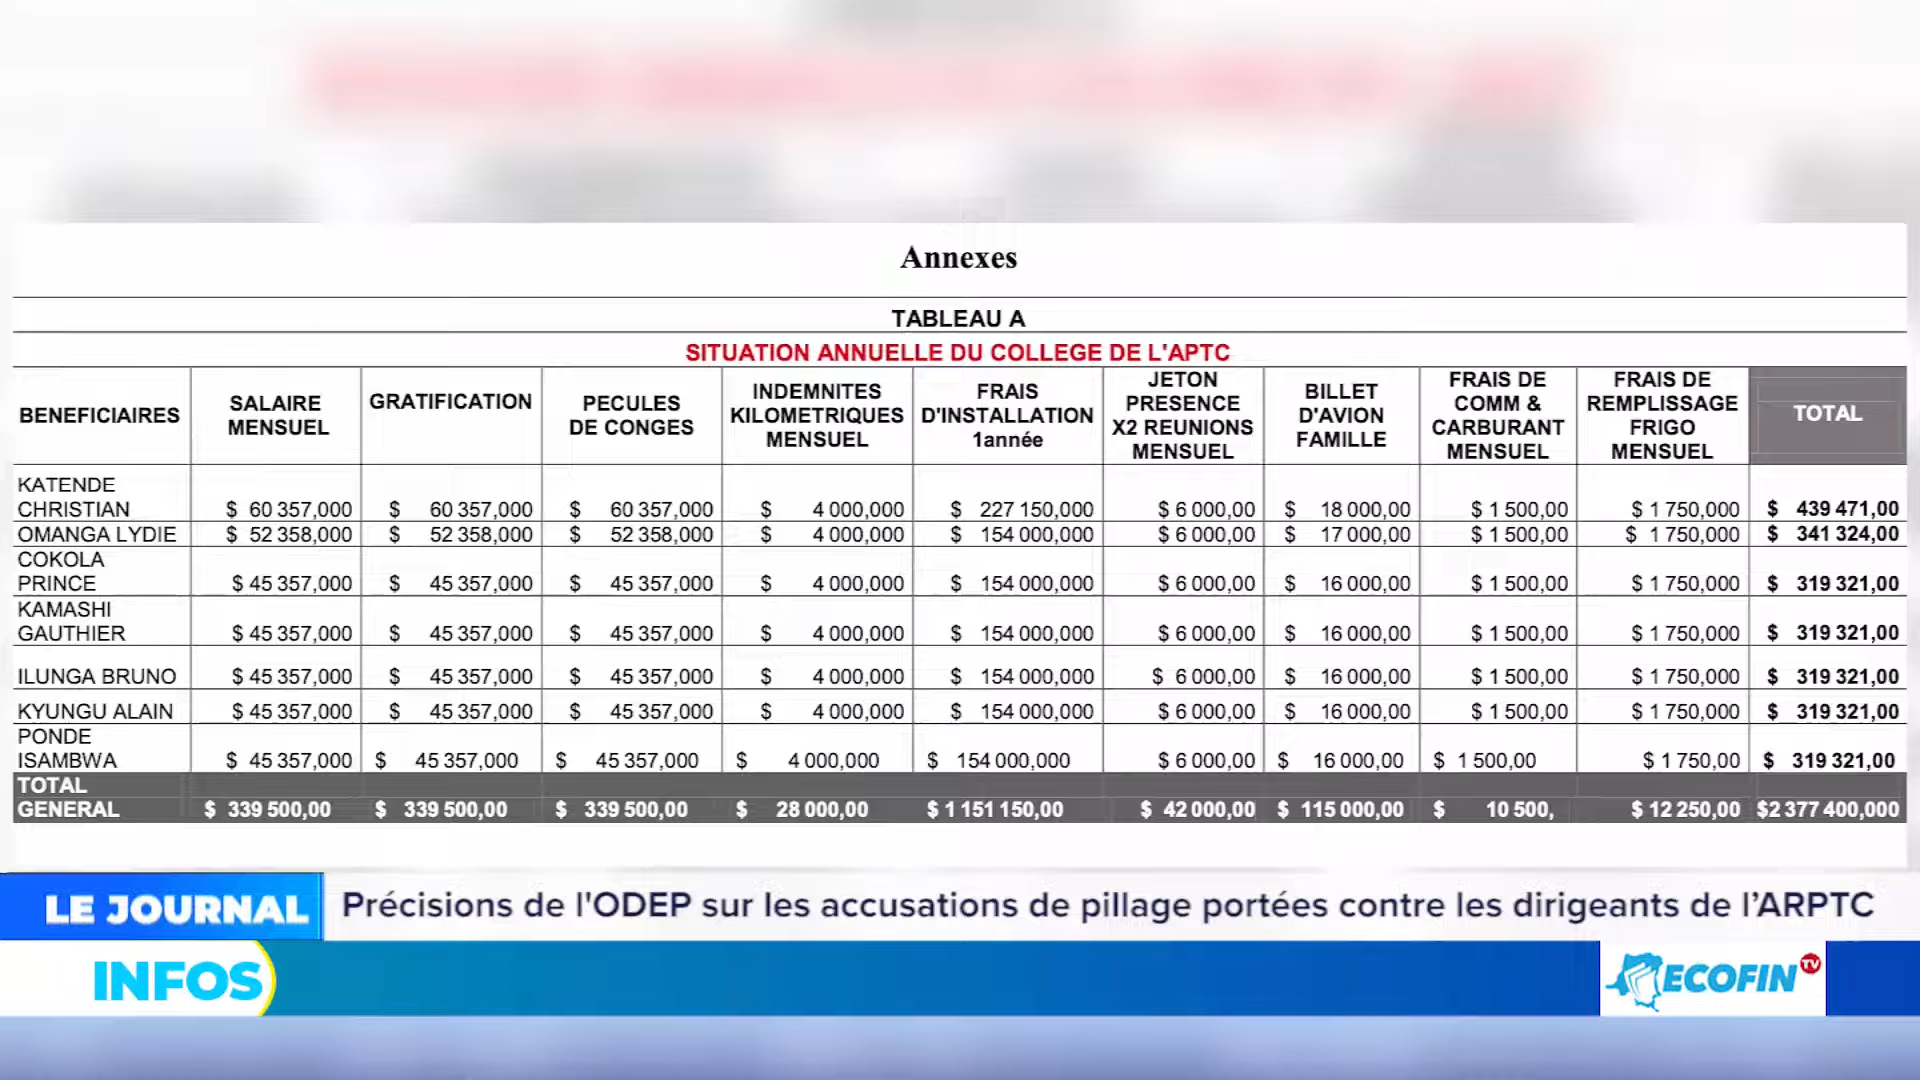 Annexes
TABLEAU A
SITUATION ANNUELLE DU COLLEGE DE L'APTC
BENEFICIAIRES SALAIRE MENSUEL GRATIFICATION PECULES DE CONGES INDEMNITES KILOMETRIQUES MENSUEL FRAIS D'INSTALLATION 1année JETON PRESENCE X2 REUNIONS MENSUEL BILLET D'AVION FAMILLE FRAIS DE COMM & CARBURANT MENSUEL FRAIS DE REMPLISSAGE FRIGO MENSUEL TOTAL
KATENDE CHRISTIAN $ 60 357,000 $ 60 357,000 $ 60 357,000 $ 4 000,000 $ 227 150,000 $ 6 000,00 $ 18 000,00 $ 1 500,00 $ 1 750,000 $ 439 471,00
OMANGA LYDIE $ 52 358,000 $ 52 358,000 $ 52 358,000 $ 4 000,000 $ 154 000,000 $ 6 000,00 $ 17 000,00 $ 1 500,00 $ 1 750,000 $ 341 324,00
COKOLA PRINCE $ 45 357,000 $ 45 357,000 $ 45 357,000 $ 4 000,000 $ 154 000,000 $ 6 000,00 $ 16 000,00 $ 1 500,00 $ 1 750,000 $ 319 321,00
KAMASHI GAUTHIER $ 45 357,000 $ 45 357,000 $ 45 357,000 $ 4 000,000 $ 154 000,000 $ 6 000,00 $ 16 000,00 $ 1 500,00 $ 1 750,000 $ 319 321,00
ILUNGA BRUNO $ 45 357,000 $ 45 357,000 $ 45 357,000 $ 4 000,000 $ 154 000,000 $ 6 000,00 $ 16 000,00 $ 1 500,00 $ 1 750,000 $ 319 321,00
KYUNGU ALAIN $ 45 357,000 $ 45 357,000 $ 45 357,000 $ 4 000,000 $ 154 000,000 $ 6 000,00 $ 16 000,00 $ 1 500,00 $ 1 750,000 $ 319 321,00
PONDE ISAMBWA $ 45 357,000 $ 45 357,000 $ 45 357,000 $ 4 000,000 $ 154 000,000 $ 6 000,00 $ 16 000,00 $ 1 500,00 $ 1 750,00 $ 319 321,00
TOTAL GENERAL $ 339 500,00 $ 339 500,00 $ 339 500,00 $ 28 000,00 $ 1 151 150,00 $ 42 000,00 $ 115 000,00 $ 10 500, $ 12 250,00 $2 377 400,000
LE JOURNAL Précisions de l'ODEP sur les accusations de pillage portées contre les dirigeants de l’ARPTC
INFOS
ECOFIN TV